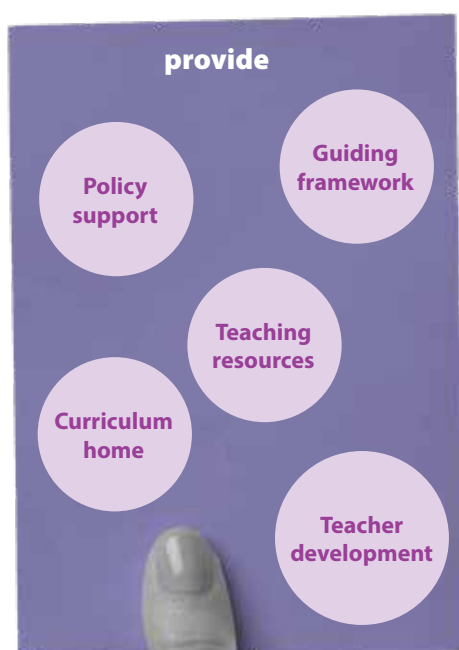 provide
Policy
support
Guiding
framework
Teaching
resources
Curriculum
home
Teacher
development